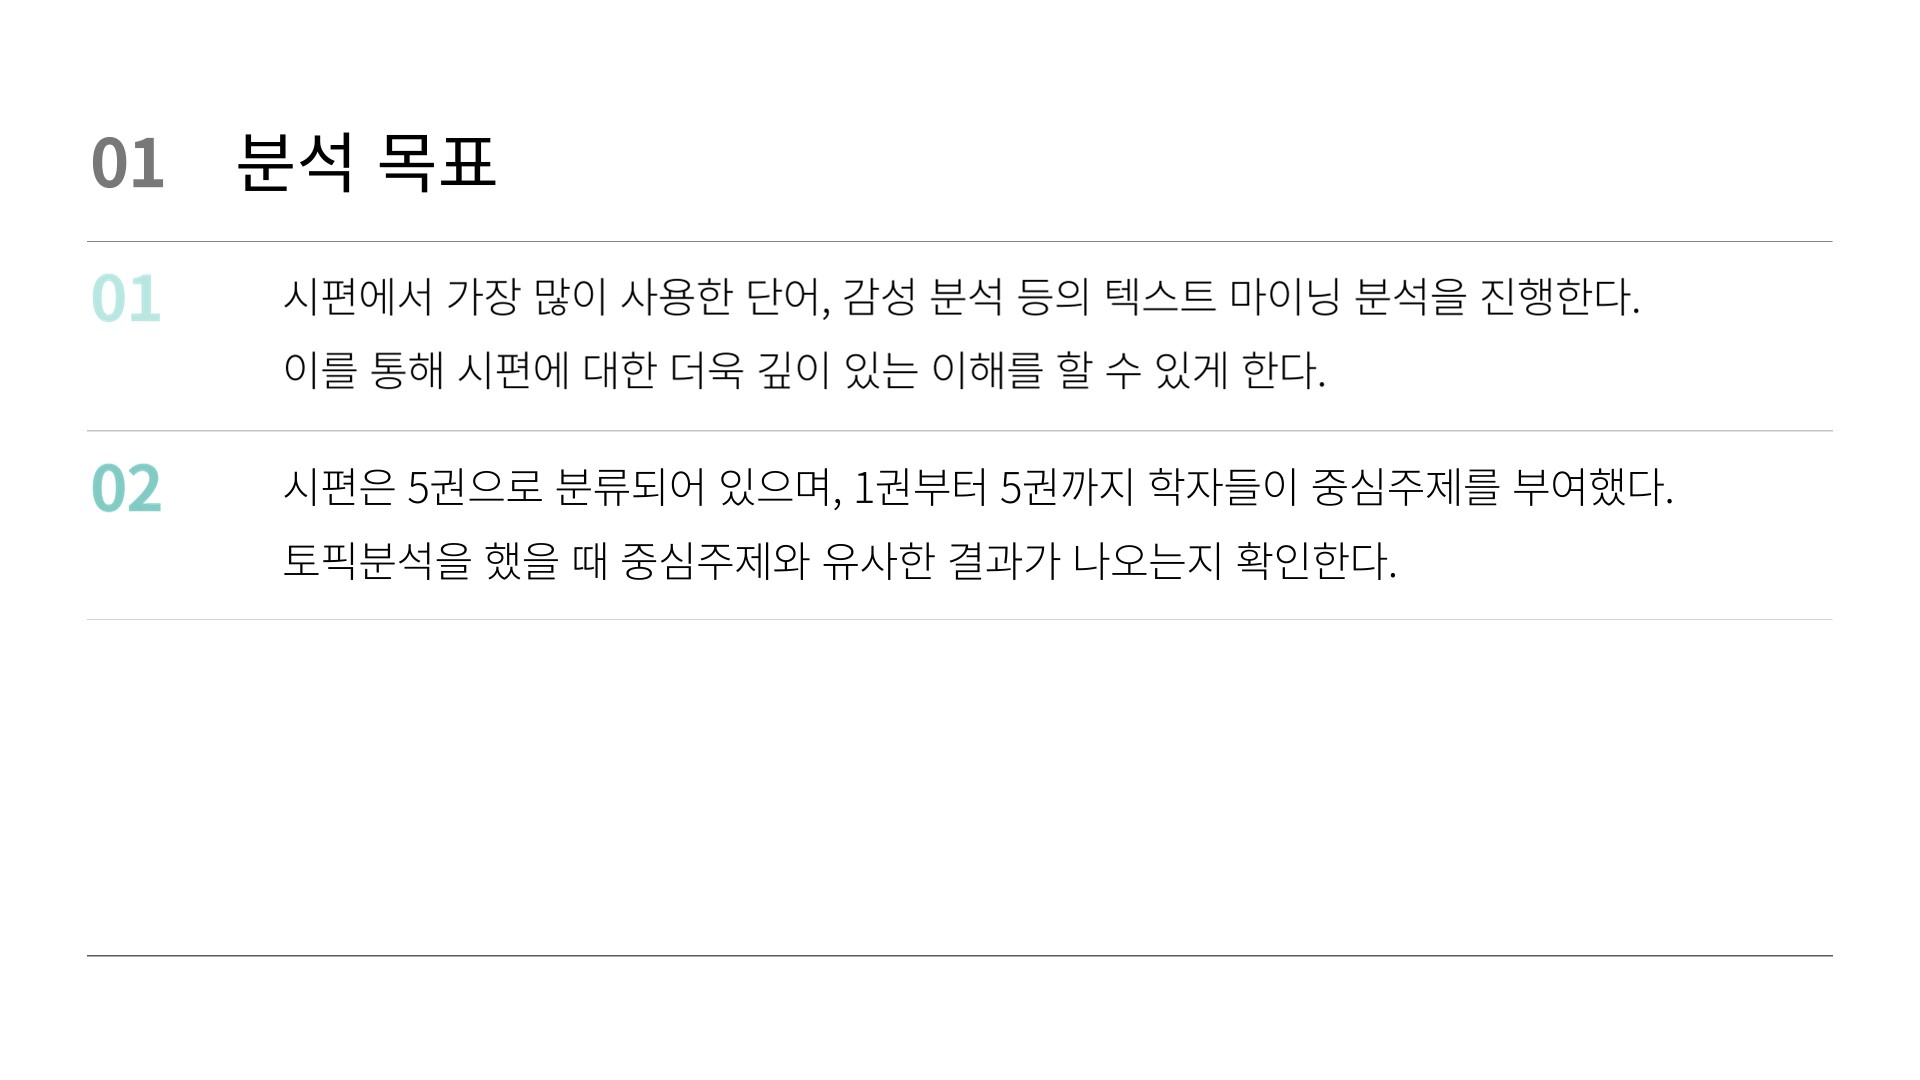 01 분석 목표
01 시편에서 가장 많이 사용한 단어, 감성 분석 등의 텍스트 마이닝 분석을 진행한다.
이를 통해 시편에 대한 더욱 깊이 있는 이해를 할 수 있게 한다.
02 시편은 5권으로 분류되어 있으며, 1권부터 5권까지 학자들이 중심주제를 부여했다.
토픽분석을 했을 때 중심주제와 유사한 결과가 나오는지 확인한다.